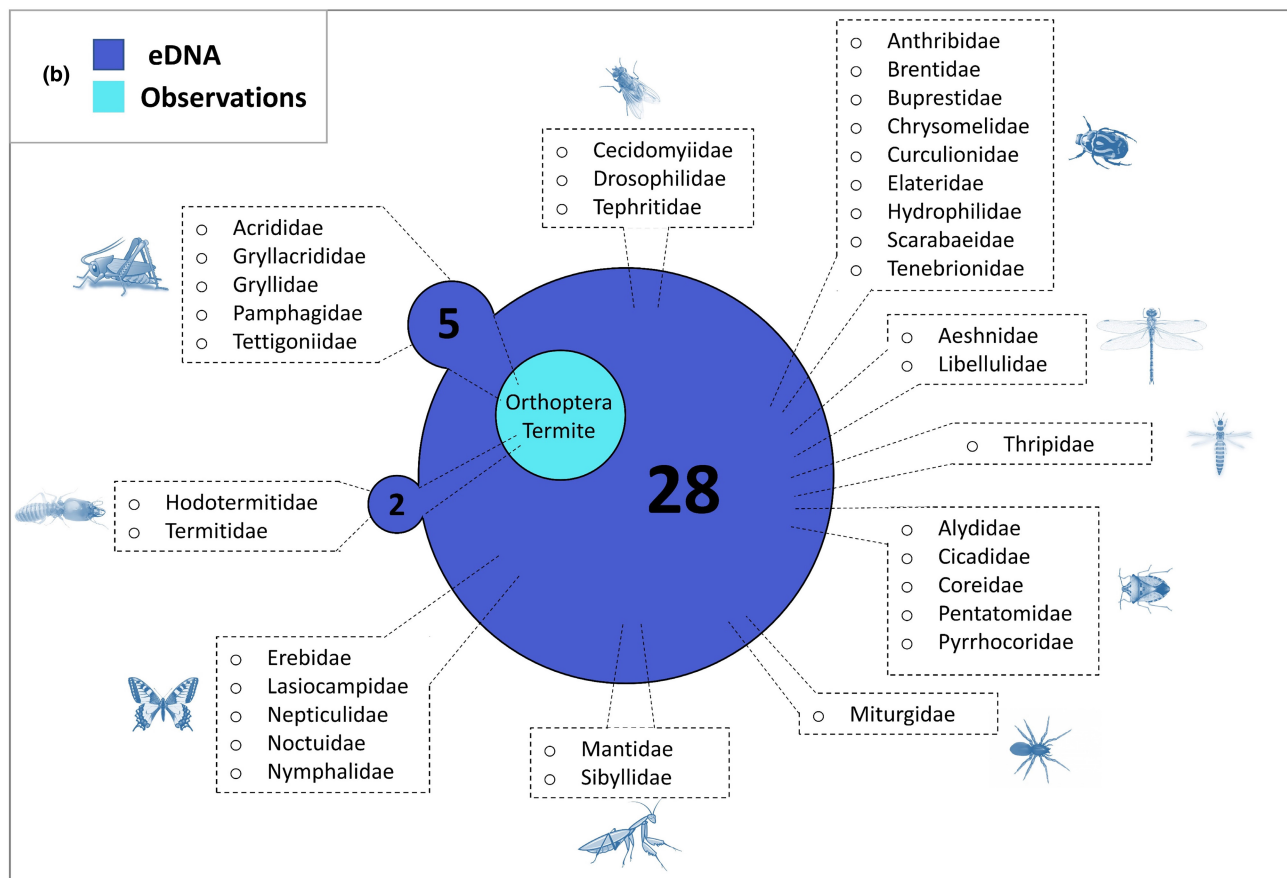 (b)
eDNA
Observations
Cecidomyiidae
Drosophilidae
Tephritidae
Anthribidae
Brentidae
Buprestidae
Chrysomelidae
Curculionidae
Elateridae
Hydrophilidae
Scarabaeidae
Tenebrionidae
Acrididae
Gryllacrididae
Gryllidae
Pamphagidae
Tettigoniidae
5
Aeshnidae
Libellulidae
Orthoptera
Termite
Thripidae
28
Hodotermitidae
Termitidae
2
Alydidae
Cicadidae
Coreidae
Pentatomidae
Pyrrhocoridae
Erebidae
Lasiocampidae
Nepticulidae
Noctuidae
Nymphalidae
Mantidae
Sibyllidae
Miturgidae